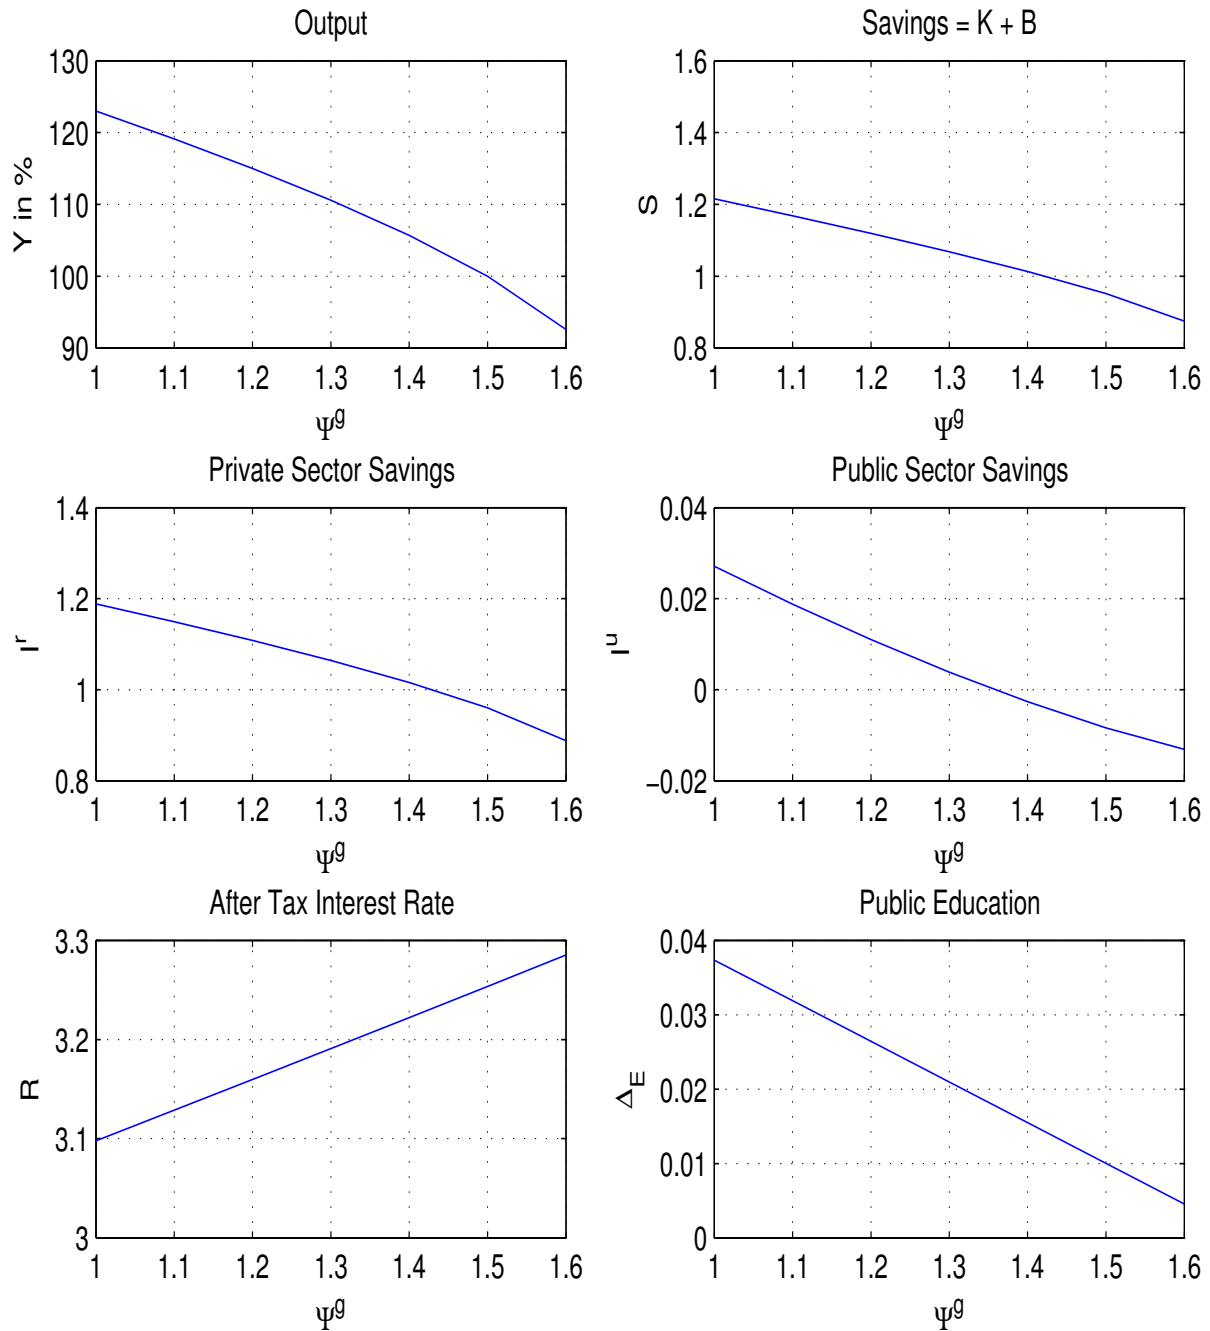 Output
130
120
110
100
90
Y in %
1 1.1 1.2 1.3 1.4 1.5 1.6
Ψg
Savings = K + B
1.6
1.4
1.2
1
0.8
S
1 1.1 1.2 1.3 1.4 1.5 1.6
Ψg
Private Sector Savings
1.4
1.2
1
0.8
Ir
1 1.1 1.2 1.3 1.4 1.5 1.6
Ψg
Public Sector Savings
0.04
0.02
0
−0.02
Iu
1 1.1 1.2 1.3 1.4 1.5 1.6
Ψg
After Tax Interest Rate
3.3
3.2
3.1
3
R
1 1.1 1.2 1.3 1.4 1.5 1.6
Ψg
Public Education
0.04
0.03
0.02
0.01
0
ΔE
1 1.1 1.2 1.3 1.4 1.5 1.6
Ψg